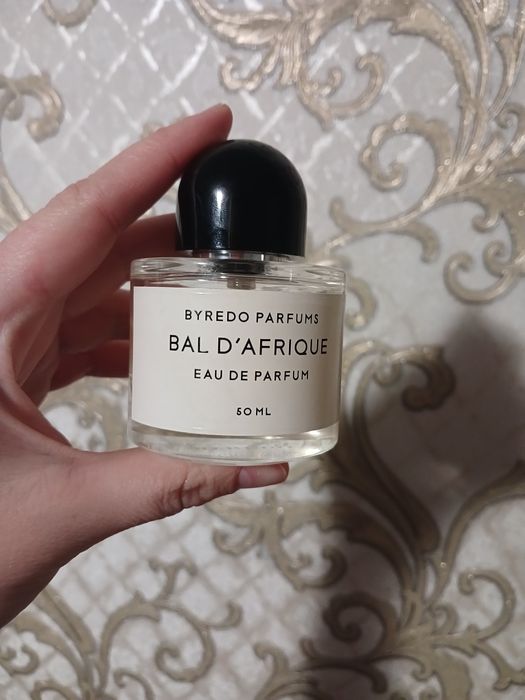 BYREDO PARFUMS
BAL D'AFRIQUE
EAU DE PARFUM
50 ML